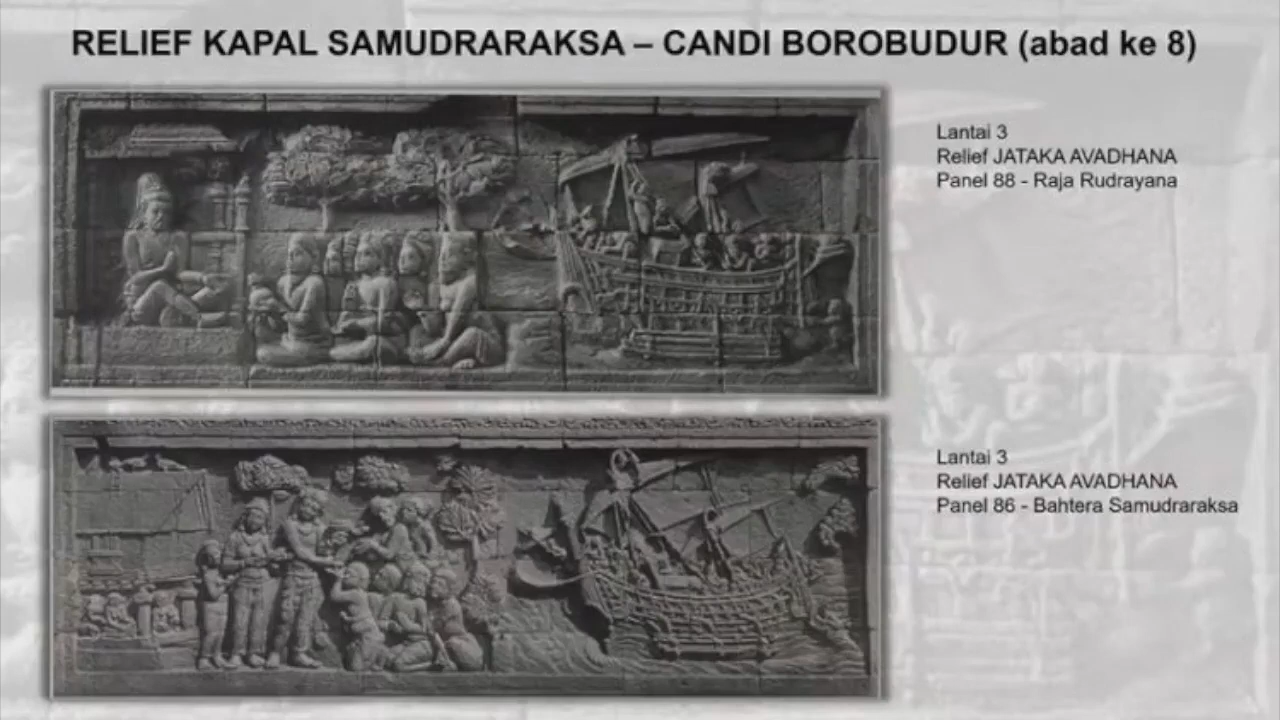 RELIEF KAPAL SAMUDRARAKSA – CANDI BOROBUDUR (abad ke 8)
Lantai 3
Relief JATAKA AVADHANA
Panel 88 - Raja Rudrayana
Lantai 3
Relief JATAKA AVADHANA
Panel 86 - Bahtera Samudraraksa